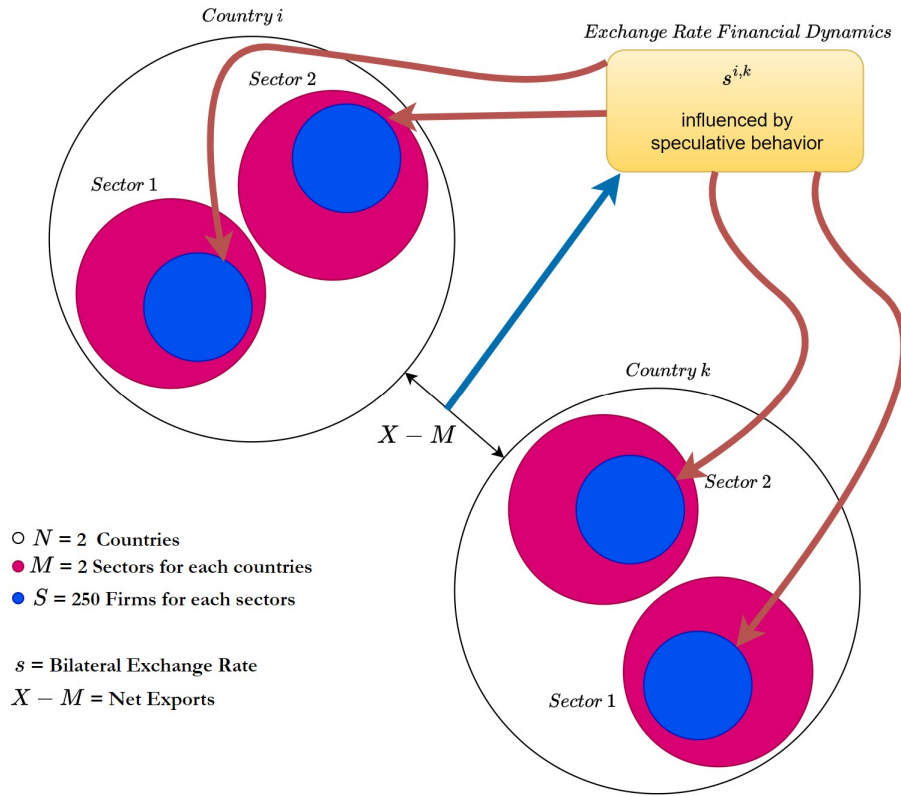 Country i
Exchange Rate Financial Dynamics
Sector 2
s^{i,k}
influenced by
speculative behavior
Sector 1
Country k
X − M
Sector 2
N = 2 Countries
M = 2 Sectors for each countries
S = 250 Firms for each sectors
s = Bilateral Exchange Rate
X − M = Net Exports
Sector 1